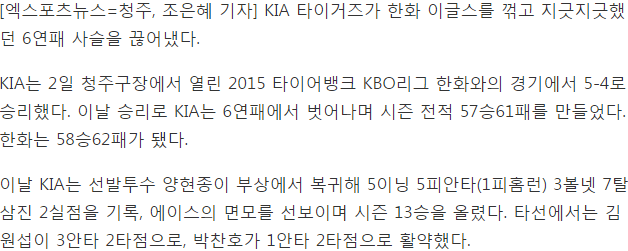 [엑스포츠뉴스=청주, 조은혜 기자] KIA 타이거즈가 한화 이글스를 꺾고 지긋지긋했
던 6연패 사슬을 끊어냈다.
KIA는 2일 청주구장에서 열린 2015 타이어뱅크 KBO리그 한화와의 경기에서 5-4로
승리했다. 이날 승리로 KIA는 6연패에서 벗어나며 시즌 전적 57승61패를 만들었다.
한화는 58승62패가 됐다.
이날 KIA는 선발투수 양현종이 부상에서 복귀해 5이닝 5피안타(1피홈런) 3볼넷 7탈
삼진 2실점을 기록, 에이스의 면모를 선보이며 시즌 13승을 올렸다. 타선에서는 김
원섭이 3안타 2타점으로, 박찬호가 1안타 2타점으로 활약했다.